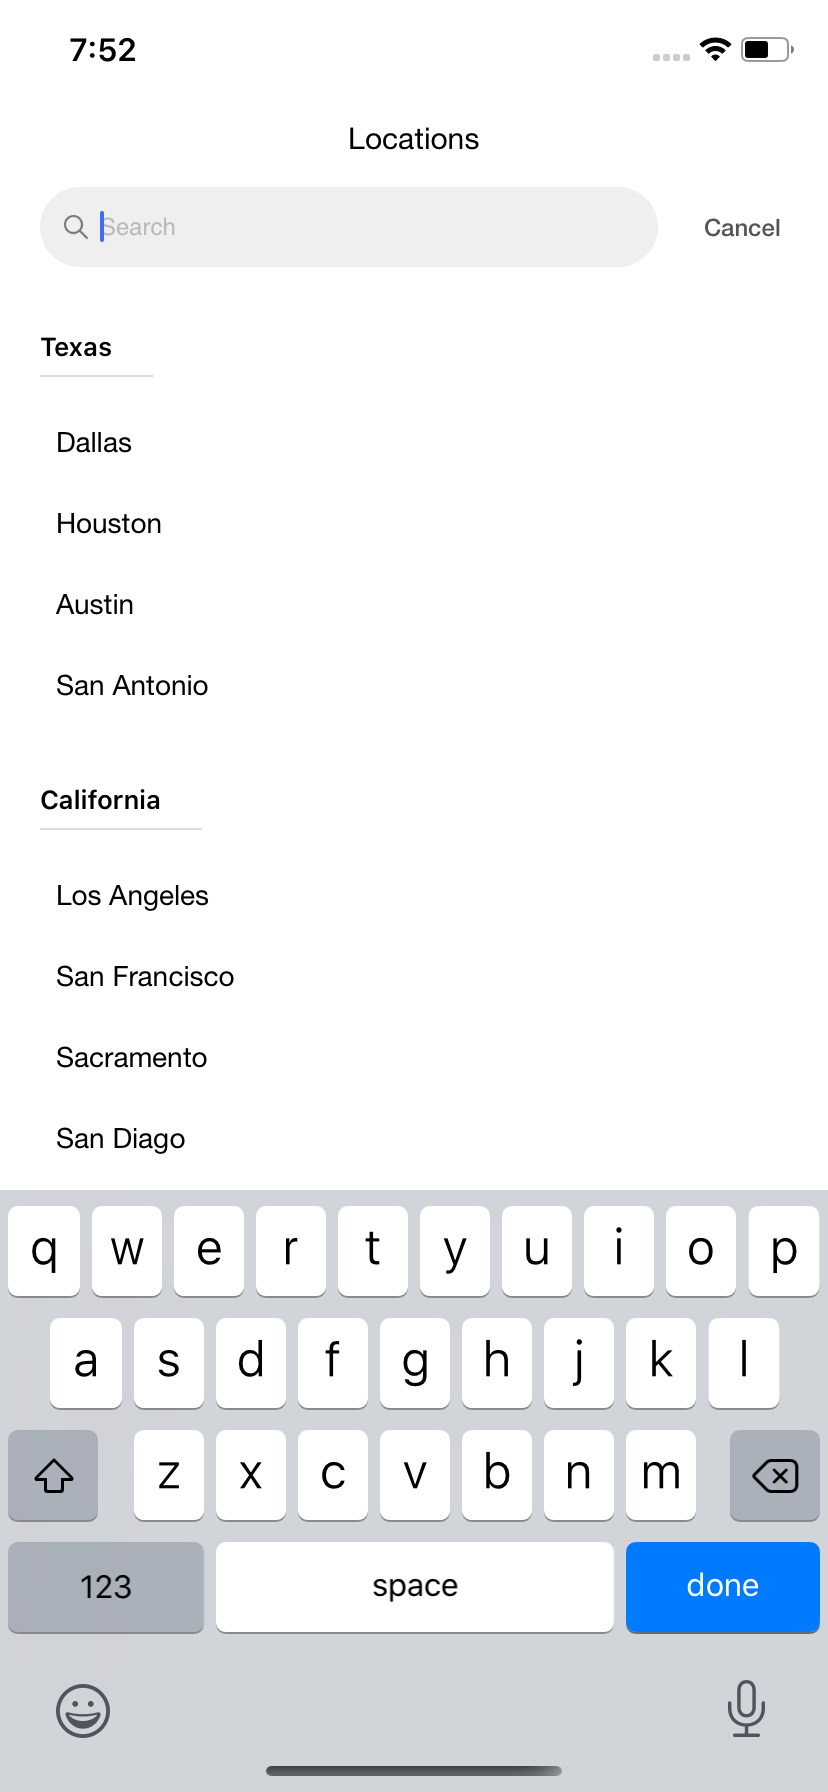 7:52
Locations
Search
Cancel
Texas
Dallas
Houston
Austin
San Antonio
California
Los Angeles
San Francisco
Sacramento
San Diago
q w e r t y u i o p
a s d f g h j k l
z x c v b n m
123 space done